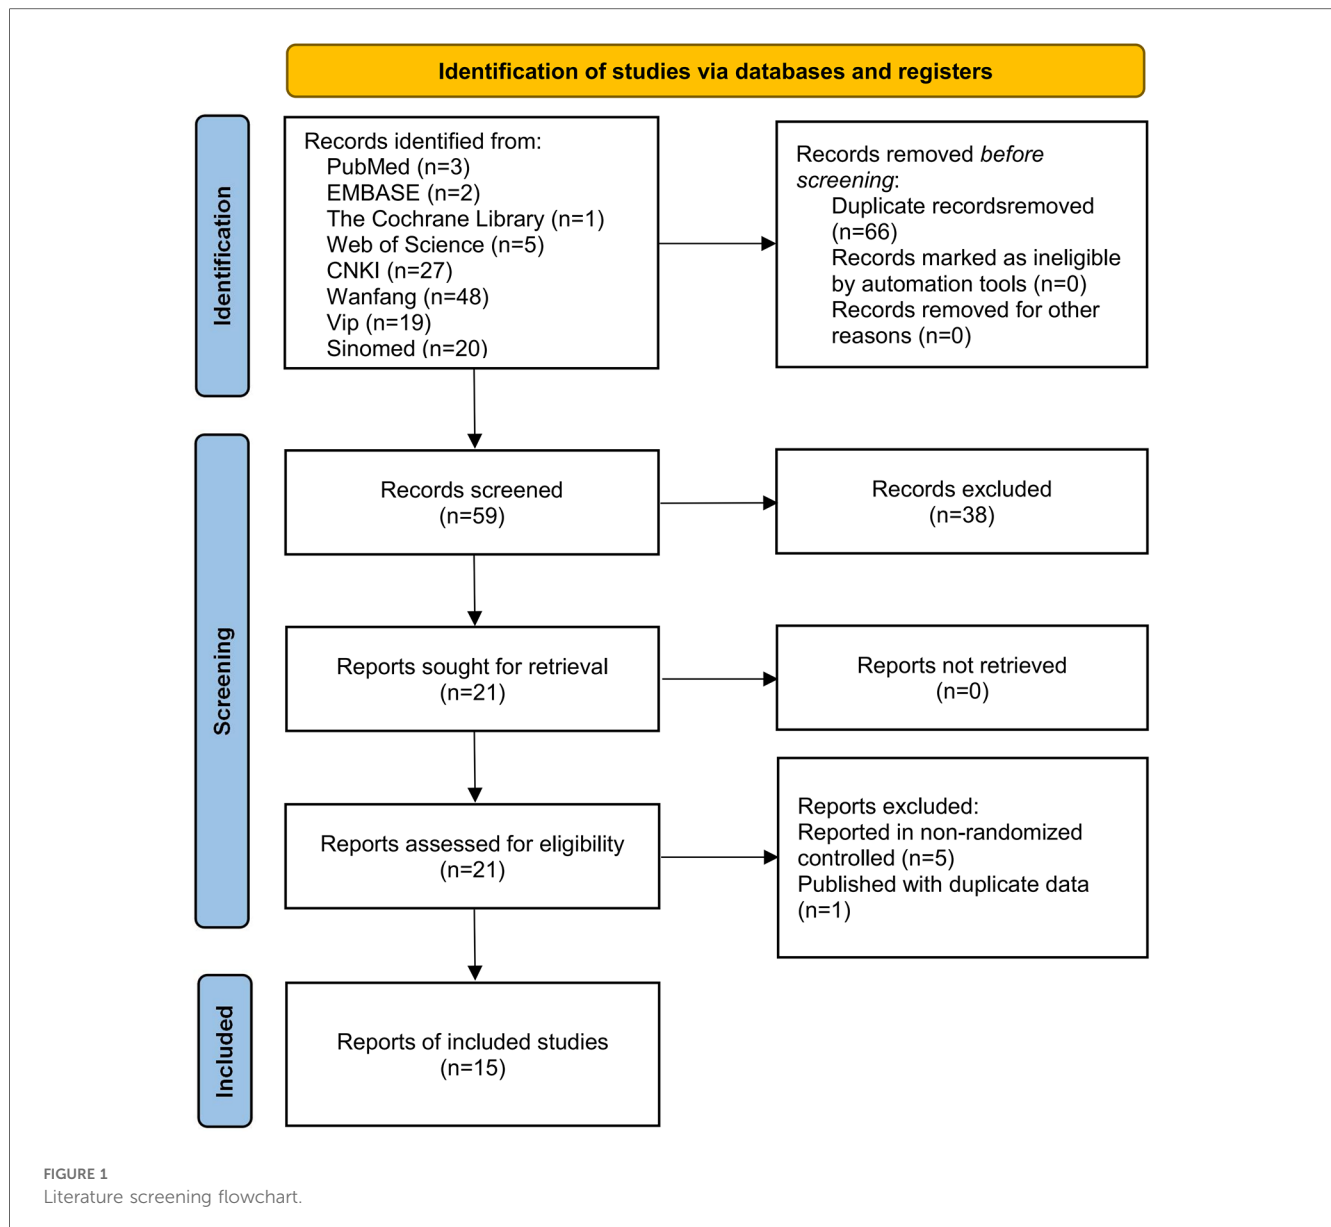 Identification of studies via databases and registers
Identification
Records identified from:
PubMed (n=3)
EMBASE (n=2)
The Cochrane Library (n=1)
Web of Science (n=5)
CNKI (n=27)
Wanfang (n=48)
Vip (n=19)
Sinomed (n=20)
Records removed before
screening:
Duplicate recordsremoved
(n=66)
Records marked as ineligible
by automation tools (n=0)
Records removed for other
reasons (n=0)
Screening
Records screened
(n=59)
Records excluded
(n=38)
Reports sought for retrieval
(n=21)
Reports not retrieved
(n=0)
Reports assessed for eligibility
(n=21)
Reports excluded:
Reported in non-randomized
controlled (n=5)
Published with duplicate data
(n=1)
Included
Reports of included studies
(n=15)
FIGURE 1
Literature screening flowchart.